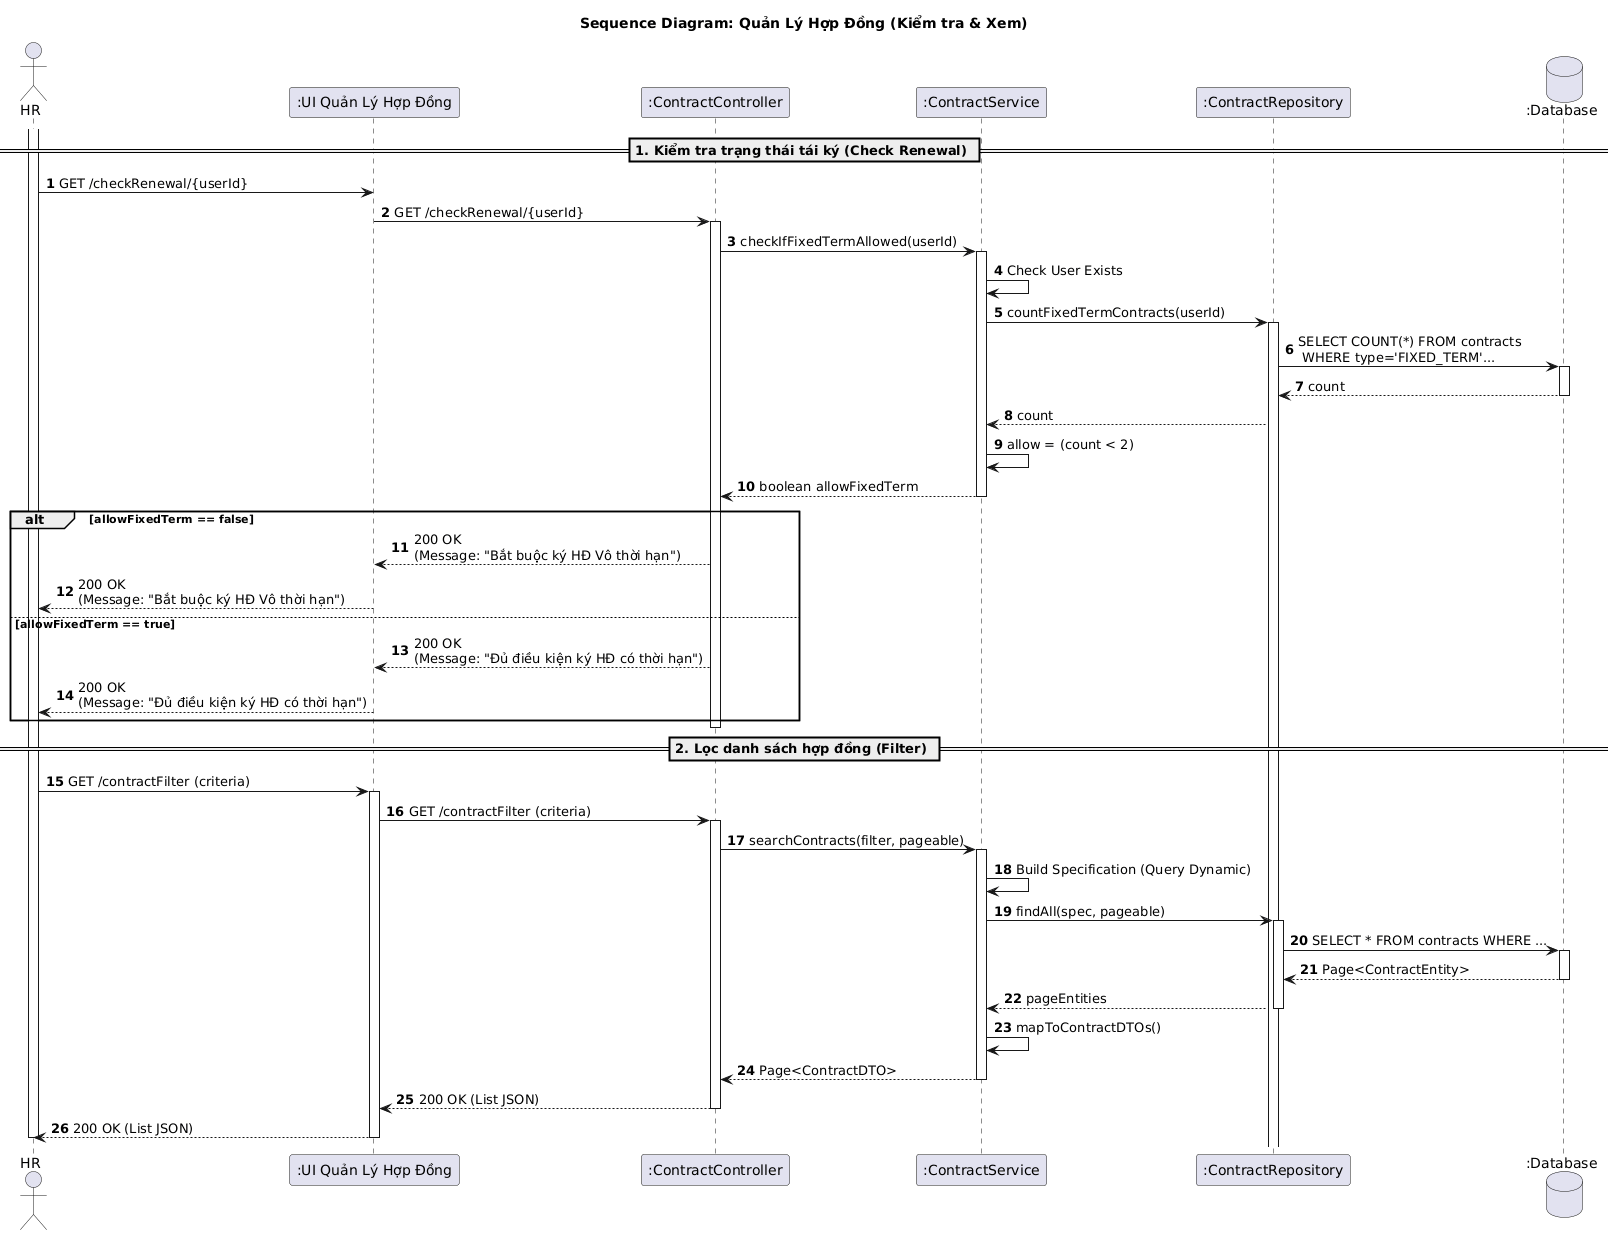 Sequence Diagram: Quản Lý Hợp Đồng (Kiểm tra & Xem)
HR
:UI Quản Lý Hợp Đồng
:ContractController
:ContractService
:ContractRepository
:Database
1. Kiểm tra trạng thái tái ký (Check Renewal)
1 GET /checkRenewal/{userId}
2 GET /checkRenewal/{userId}
3 checkIfFixedTermAllowed(userId)
4 Check User Exists
5 countFixedTermContracts(userId)
6 SELECT COUNT(*) FROM contracts
WHERE type='FIXED_TERM'...
7 count
8 count
9 allow = (count < 2)
10 boolean allowFixedTerm
alt [allowFixedTerm == false]
11 200 OK
(Message: "Bắt buộc ký HĐ Vô thời hạn")
12 200 OK
(Message: "Bắt buộc ký HĐ Vô thời hạn")
[allowFixedTerm == true]
13 200 OK
(Message: "Đủ điều kiện ký HĐ có thời hạn")
14 200 OK
(Message: "Đủ điều kiện ký HĐ có thời hạn")
2. Lọc danh sách hợp đồng (Filter)
15 GET /contractFilter (criteria)
16 GET /contractFilter (criteria)
17 searchContracts(filter, pageable)
18 Build Specification (Query Dynamic)
19 findAll(spec, pageable)
20 SELECT * FROM contracts WHERE ...
21 Page<ContractEntity>
22 pageEntities
23 mapToContractDTOs()
24 Page<ContractDTO>
25 200 OK (List JSON)
26 200 OK (List JSON)
HR
:UI Quản Lý Hợp Đồng
:ContractController
:ContractService
:ContractRepository
:Database